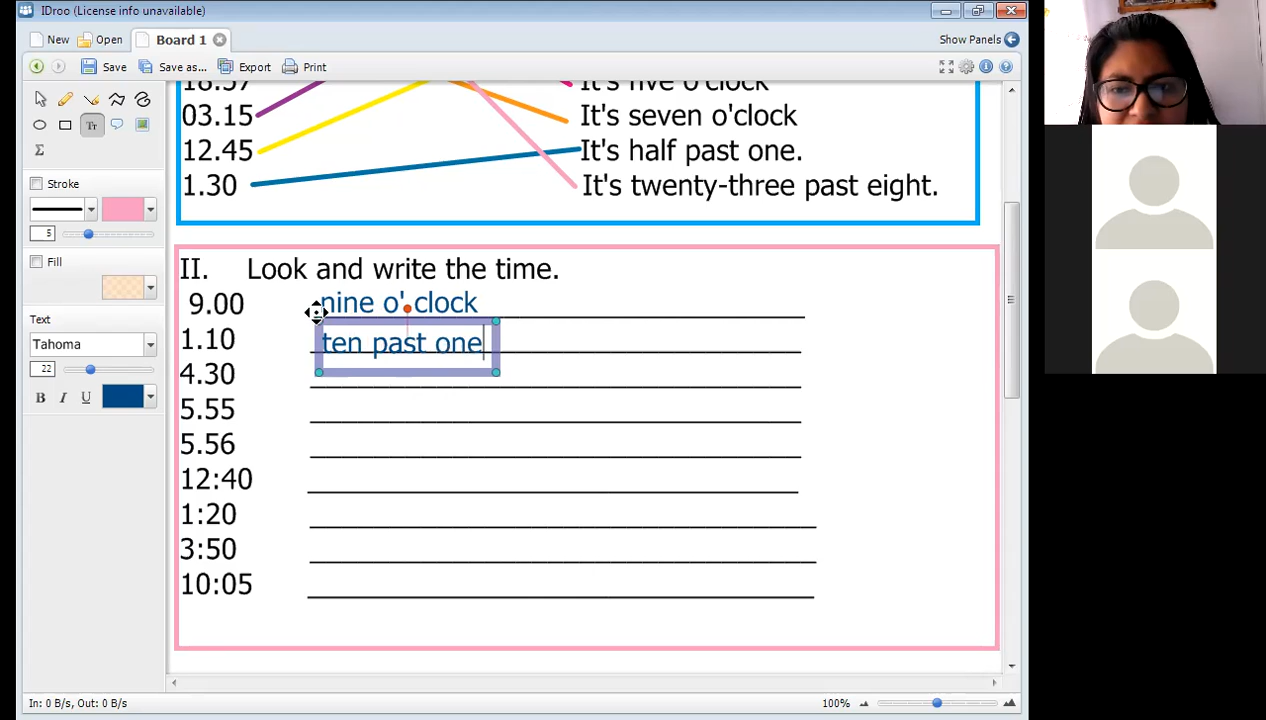 IDroo (License info unavailable)
New Open Board 1 Show Panels
Save Save as... Export Print
It's five o'clock
03.15 It's seven o'clock
12.45 It's half past one.
1.30 It's twenty-three past eight.
Stroke
5
Fill
Text
Tahoma
22
B I U
II. Look and write the time.
9.00 nine o' clock
1.10 ten past one
4.30
5.55
5.56
12:40
1:20
3:50
10:05
In: 0 B/s, Out: 0 B/s 100%